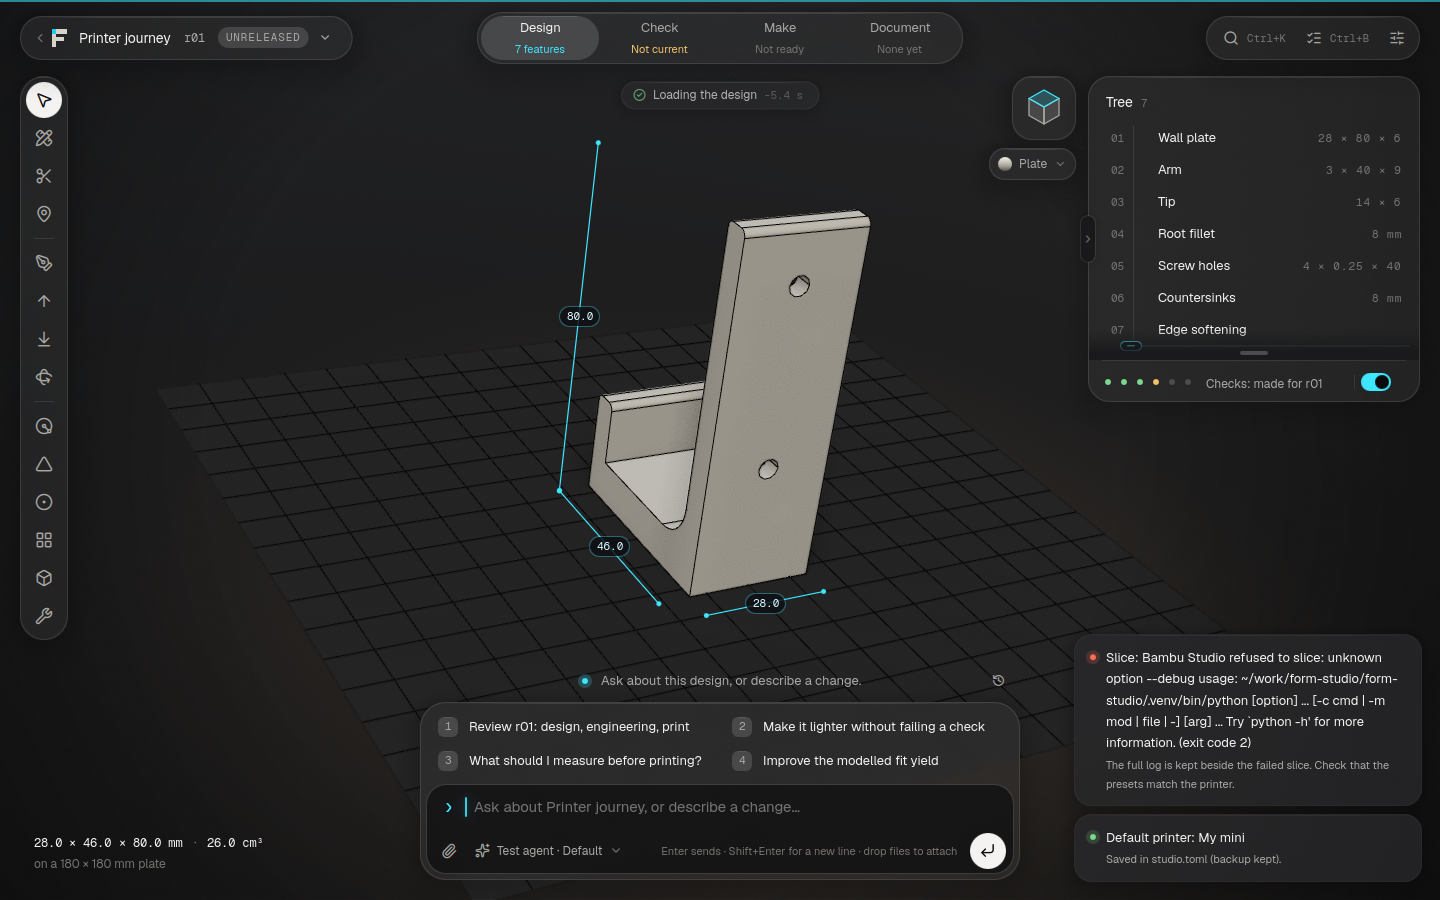 Printer journey r01 UNRELEASED
Design
7 features
Check
Not current
Make
Not ready
Document
None yet
Ctrl+K Ctrl+B
Loading the design -5.4 s
Plate
Tree 7
01 Wall plate 28 × 80 × 6
02 Arm 3 × 40 × 9
03 Tip 14 × 6
04 Root fillet 8 mm
05 Screw holes 4 × 0.25 × 40
06 Countersinks 8 mm
07 Edge softening
Checks: made for r01
80.0
46.0
28.0
Ask about this design, or describe a change.
1 Review r01: design, engineering, print
2 Make it lighter without failing a check
3 What should I measure before printing?
4 Improve the modelled fit yield
Ask about Printer journey, or describe a change...
Test agent · Default
Enter sends · Shift+Enter for a new line · drop files to attach
28.0 × 46.0 × 80.0 mm · 26.0 cm³
on a 180 × 180 mm plate
Slice: Bambu Studio refused to slice: unknown
option --debug usage: ~/work/form-studio/form-
studio/.venv/bin/python [option] ... [-c cmd | -m
mod | file | -] [arg] ... Try `python -h' for more
information. (exit code 2)
The full log is kept beside the failed slice. Check that the
presets match the printer.
Default printer: My mini
Saved in studio.toml (backup kept).